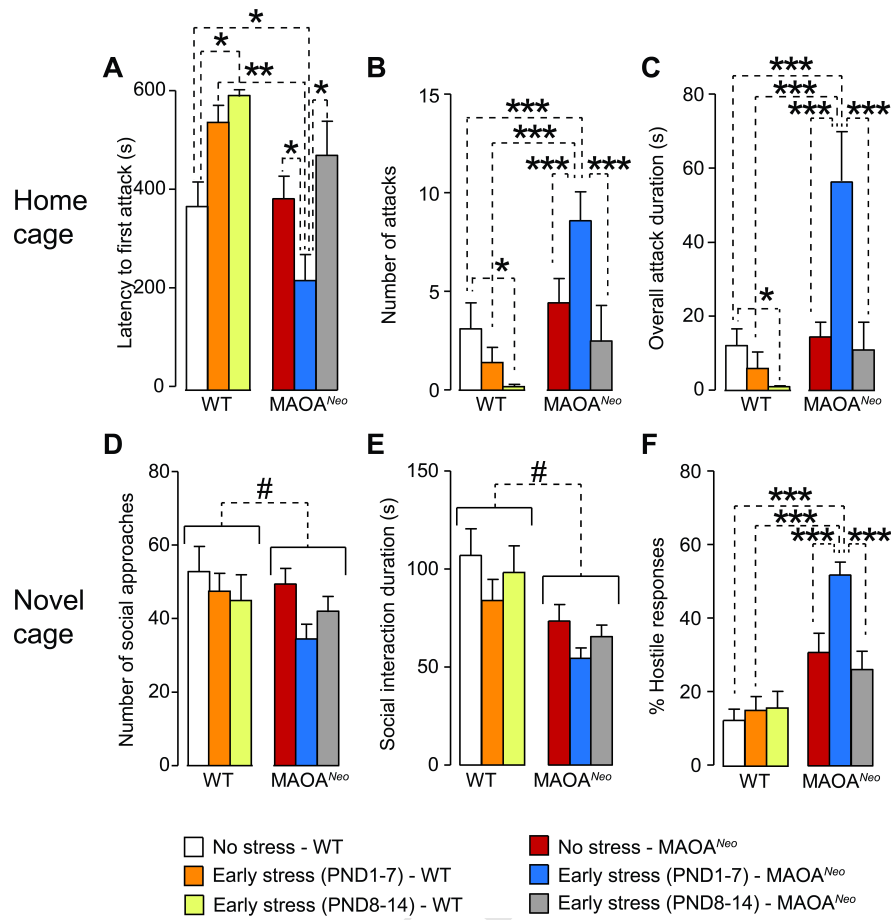 Home
cage
A
Latency to first attack (s)
600
400
200
0
*
*
**
*
*
WT
MAOA^Neo
B
Number of attacks
15
10
5
0
***
***
***
***
*
WT
MAOA^Neo
C
Overall attack duration (s)
80
60
40
20
0
***
***
***
***
*
WT
MAOA^Neo
Novel
cage
D
Number of social approaches
80
60
40
20
0
#
WT
MAOA^Neo
E
Social interaction duration (s)
150
100
50
0
#
WT
MAOA^Neo
F
% Hostile responses
80
60
40
20
0
***
***
***
***
WT
MAOA^Neo
No stress - WT
Early stress (PND1-7) - WT
Early stress (PND8-14) - WT
No stress - MAOA^Neo
Early stress (PND1-7) - MAOA^Neo
Early stress (PND8-14) - MAOA^Neo